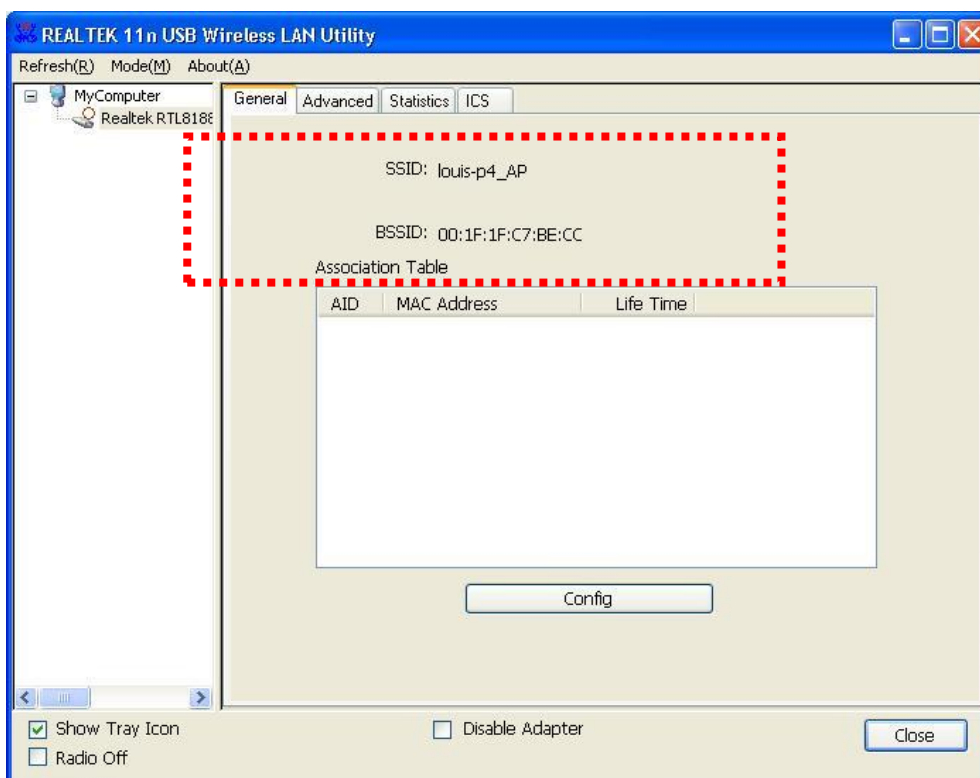 REALTEK 11n USB Wireless LAN Utility
Refresh(R) Mode(M) About(A)
MyComputer
Realtek RTL8188
General Advanced Statistics ICS
SSID: louis-p4_AP
BSSID: 00:1F:1F:C7:BE:CC
Association Table
AID MAC Address Life Time
Config
Show Tray Icon
Radio Off
Disable Adapter
Close